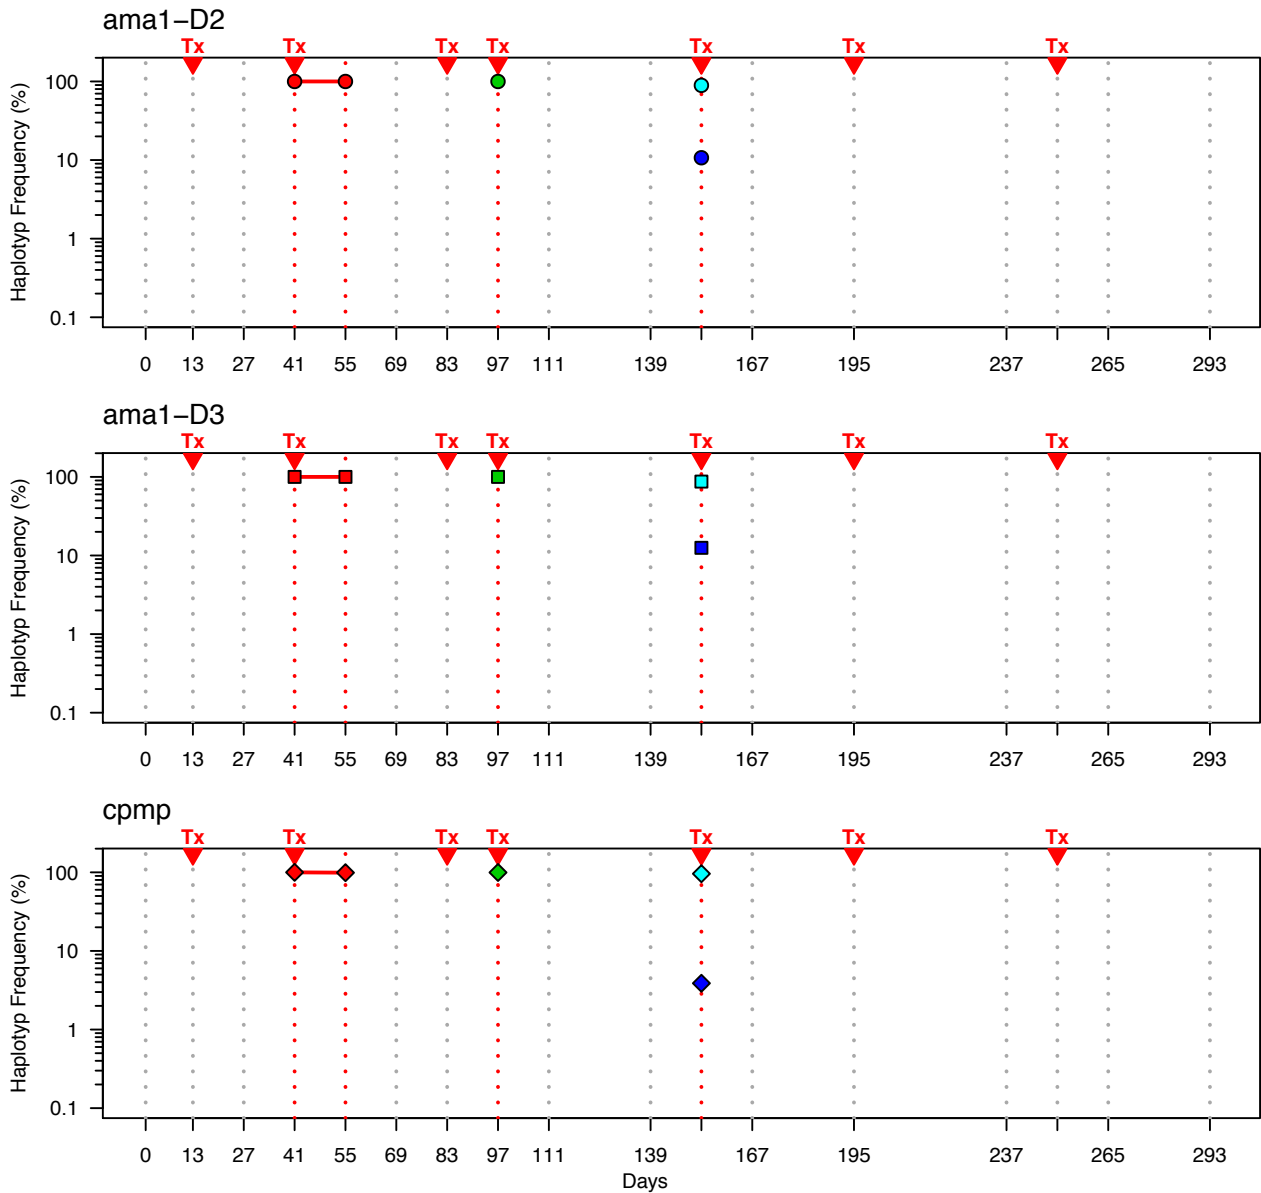 ama1−D2
Tx Tx Tx Tx Tx Tx Tx
Haplotyp Frequency (%)
100
10
1
0.1
0 13 27 41 55 69 83 97 111 139 167 195 237 265 293
ama1−D3
Tx Tx Tx Tx Tx Tx Tx
Haplotyp Frequency (%)
100
10
1
0.1
0 13 27 41 55 69 83 97 111 139 167 195 237 265 293
cpmp
Tx Tx Tx Tx Tx Tx Tx
Haplotyp Frequency (%)
100
10
1
0.1
0 13 27 41 55 69 83 97 111 139 167 195 237 265 293
Days